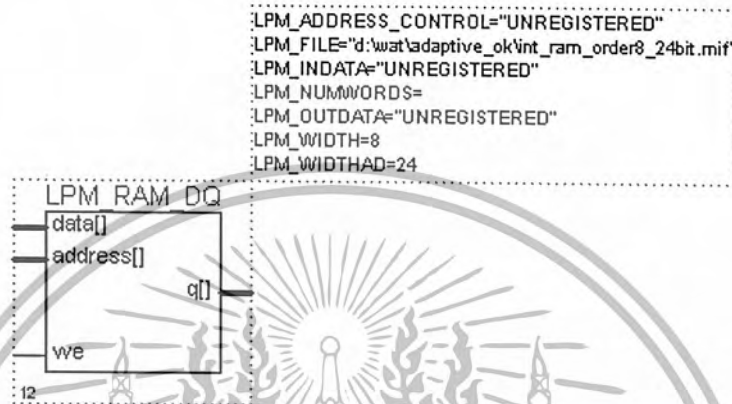 LPM_ADDRESS_CONTROL="UNREGISTERED"
LPM_FILE="d:\wat\adaptive_ok\int_ram_order8_24bit.mif"
LPM_INDATA="UNREGISTERED"
LPM_NUMWORDS=
LPM_OUTDATA="UNREGISTERED"
LPM_WIDTH=8
LPM_WIDTHAD=24
LPM_RAM_DQ
data[]
address[]
q[]
we
12